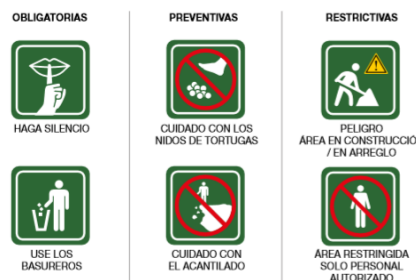 OBLIGATORIAS
HAGA SILENCIO
USE LOS
BASUREROS
PREVENTIVAS
CUIDADO CON LOS
NIDOS DE TORTUGAS
CUIDADO CON
EL ACANTILADO
RESTRICTIVAS
PELIGRO
ÁREA EN CONSTRUCCIÓ
/ EN ARREGLO
ÁREA RESTRINGIDA
SOLO PERSONAL
AUTORIZADO